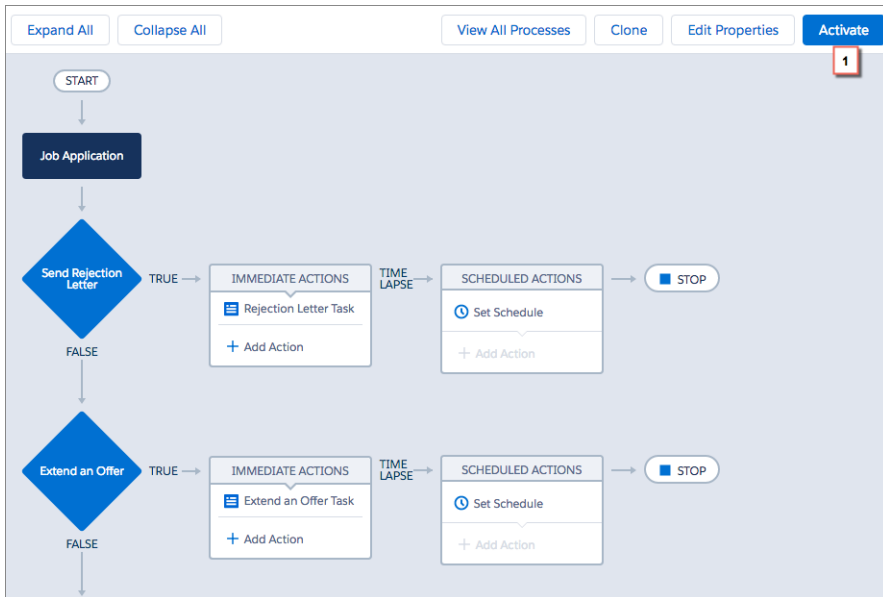 Expand All
Collapse All
View All Processes
Clone
Edit Properties
Activate
1
START
Job Application
Send Rejection
Letter
TRUE
IMMEDIATE ACTIONS
Rejection Letter Task
+ Add Action
TIME
LAPSE
SCHEDULED ACTIONS
Set Schedule
+ Add Action
STOP
FALSE
Extend an Offer
TRUE
IMMEDIATE ACTIONS
Extend an Offer Task
+ Add Action
TIME
LAPSE
SCHEDULED ACTIONS
Set Schedule
+ Add Action
STOP
FALSE